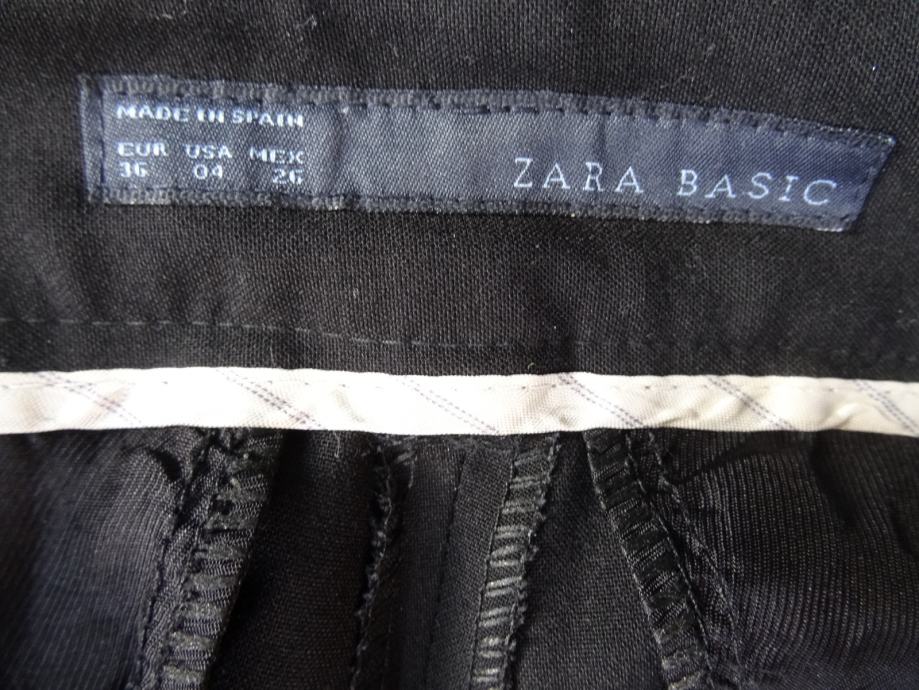 MADE IN SPAIN
EUR USA MEX
36 04 26
ZARA BASIC